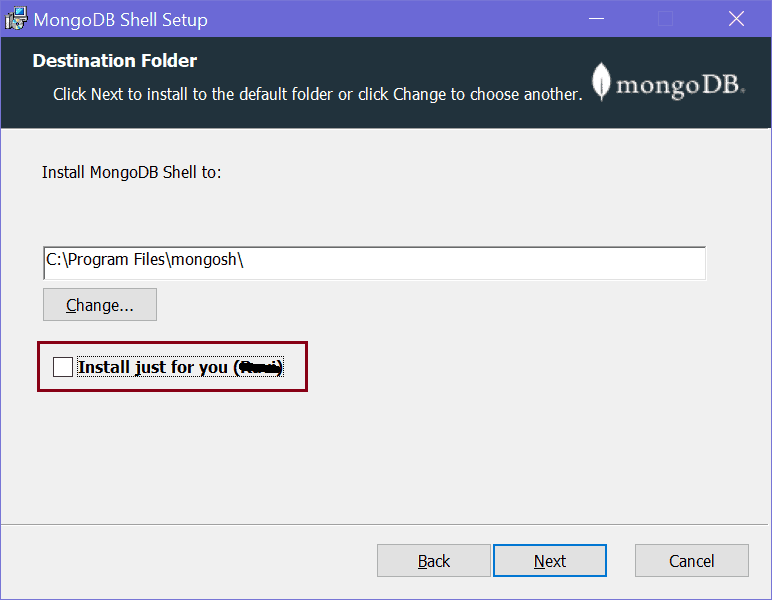 MongoDB Shell Setup
Destination Folder
Click Next to install to the default folder or click Change to choose another.
mongoDB.
Install MongoDB Shell to:
C:\Program Files\mongosh\
Change...
Install just for you (
Back
Next
Cancel